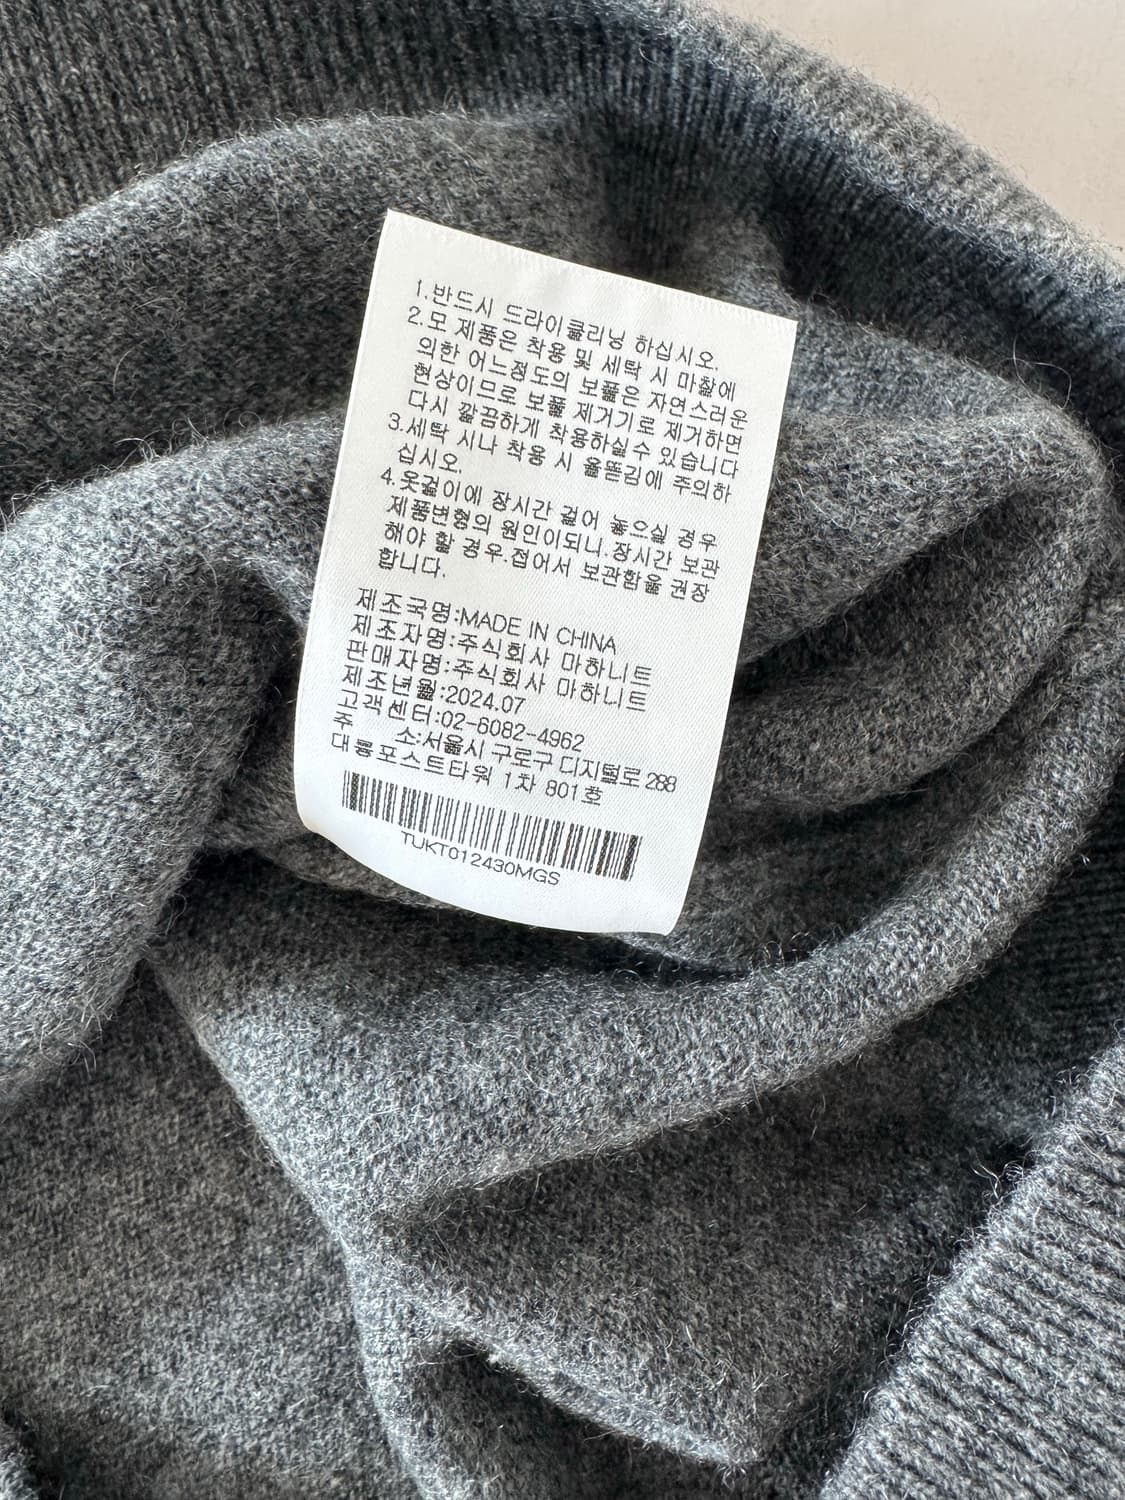 1.반드시 드라이클리닝 하십시오.
2.모 제품은 착용 및 세탁 시 마찰에
의한 어느정도의 보풀은 자연스러운
현상이므로 보풀 제거기로 제거하면
다시 깔끔하게 착용하실수 있습니다
3.세탁 시나 착용 시 올뜯김에 주의하
십시오.
4.옷걸이에 장시간 걸어 놓으실 경우
제품변형의 원인이되니.장시간 보관
해야 할 경우.접어서 보관함을 권장
합니다.
제조국명:MADE IN CHINA
제조자명:주식회사 마하니트
판매자명:주식회사 마하니트
제조년월:2024.07
고객센터:02-6082-4962
주 소:서울시 구로구 디지털로 288
대륭포스트타워 1차 801호
TUKT012430MGS